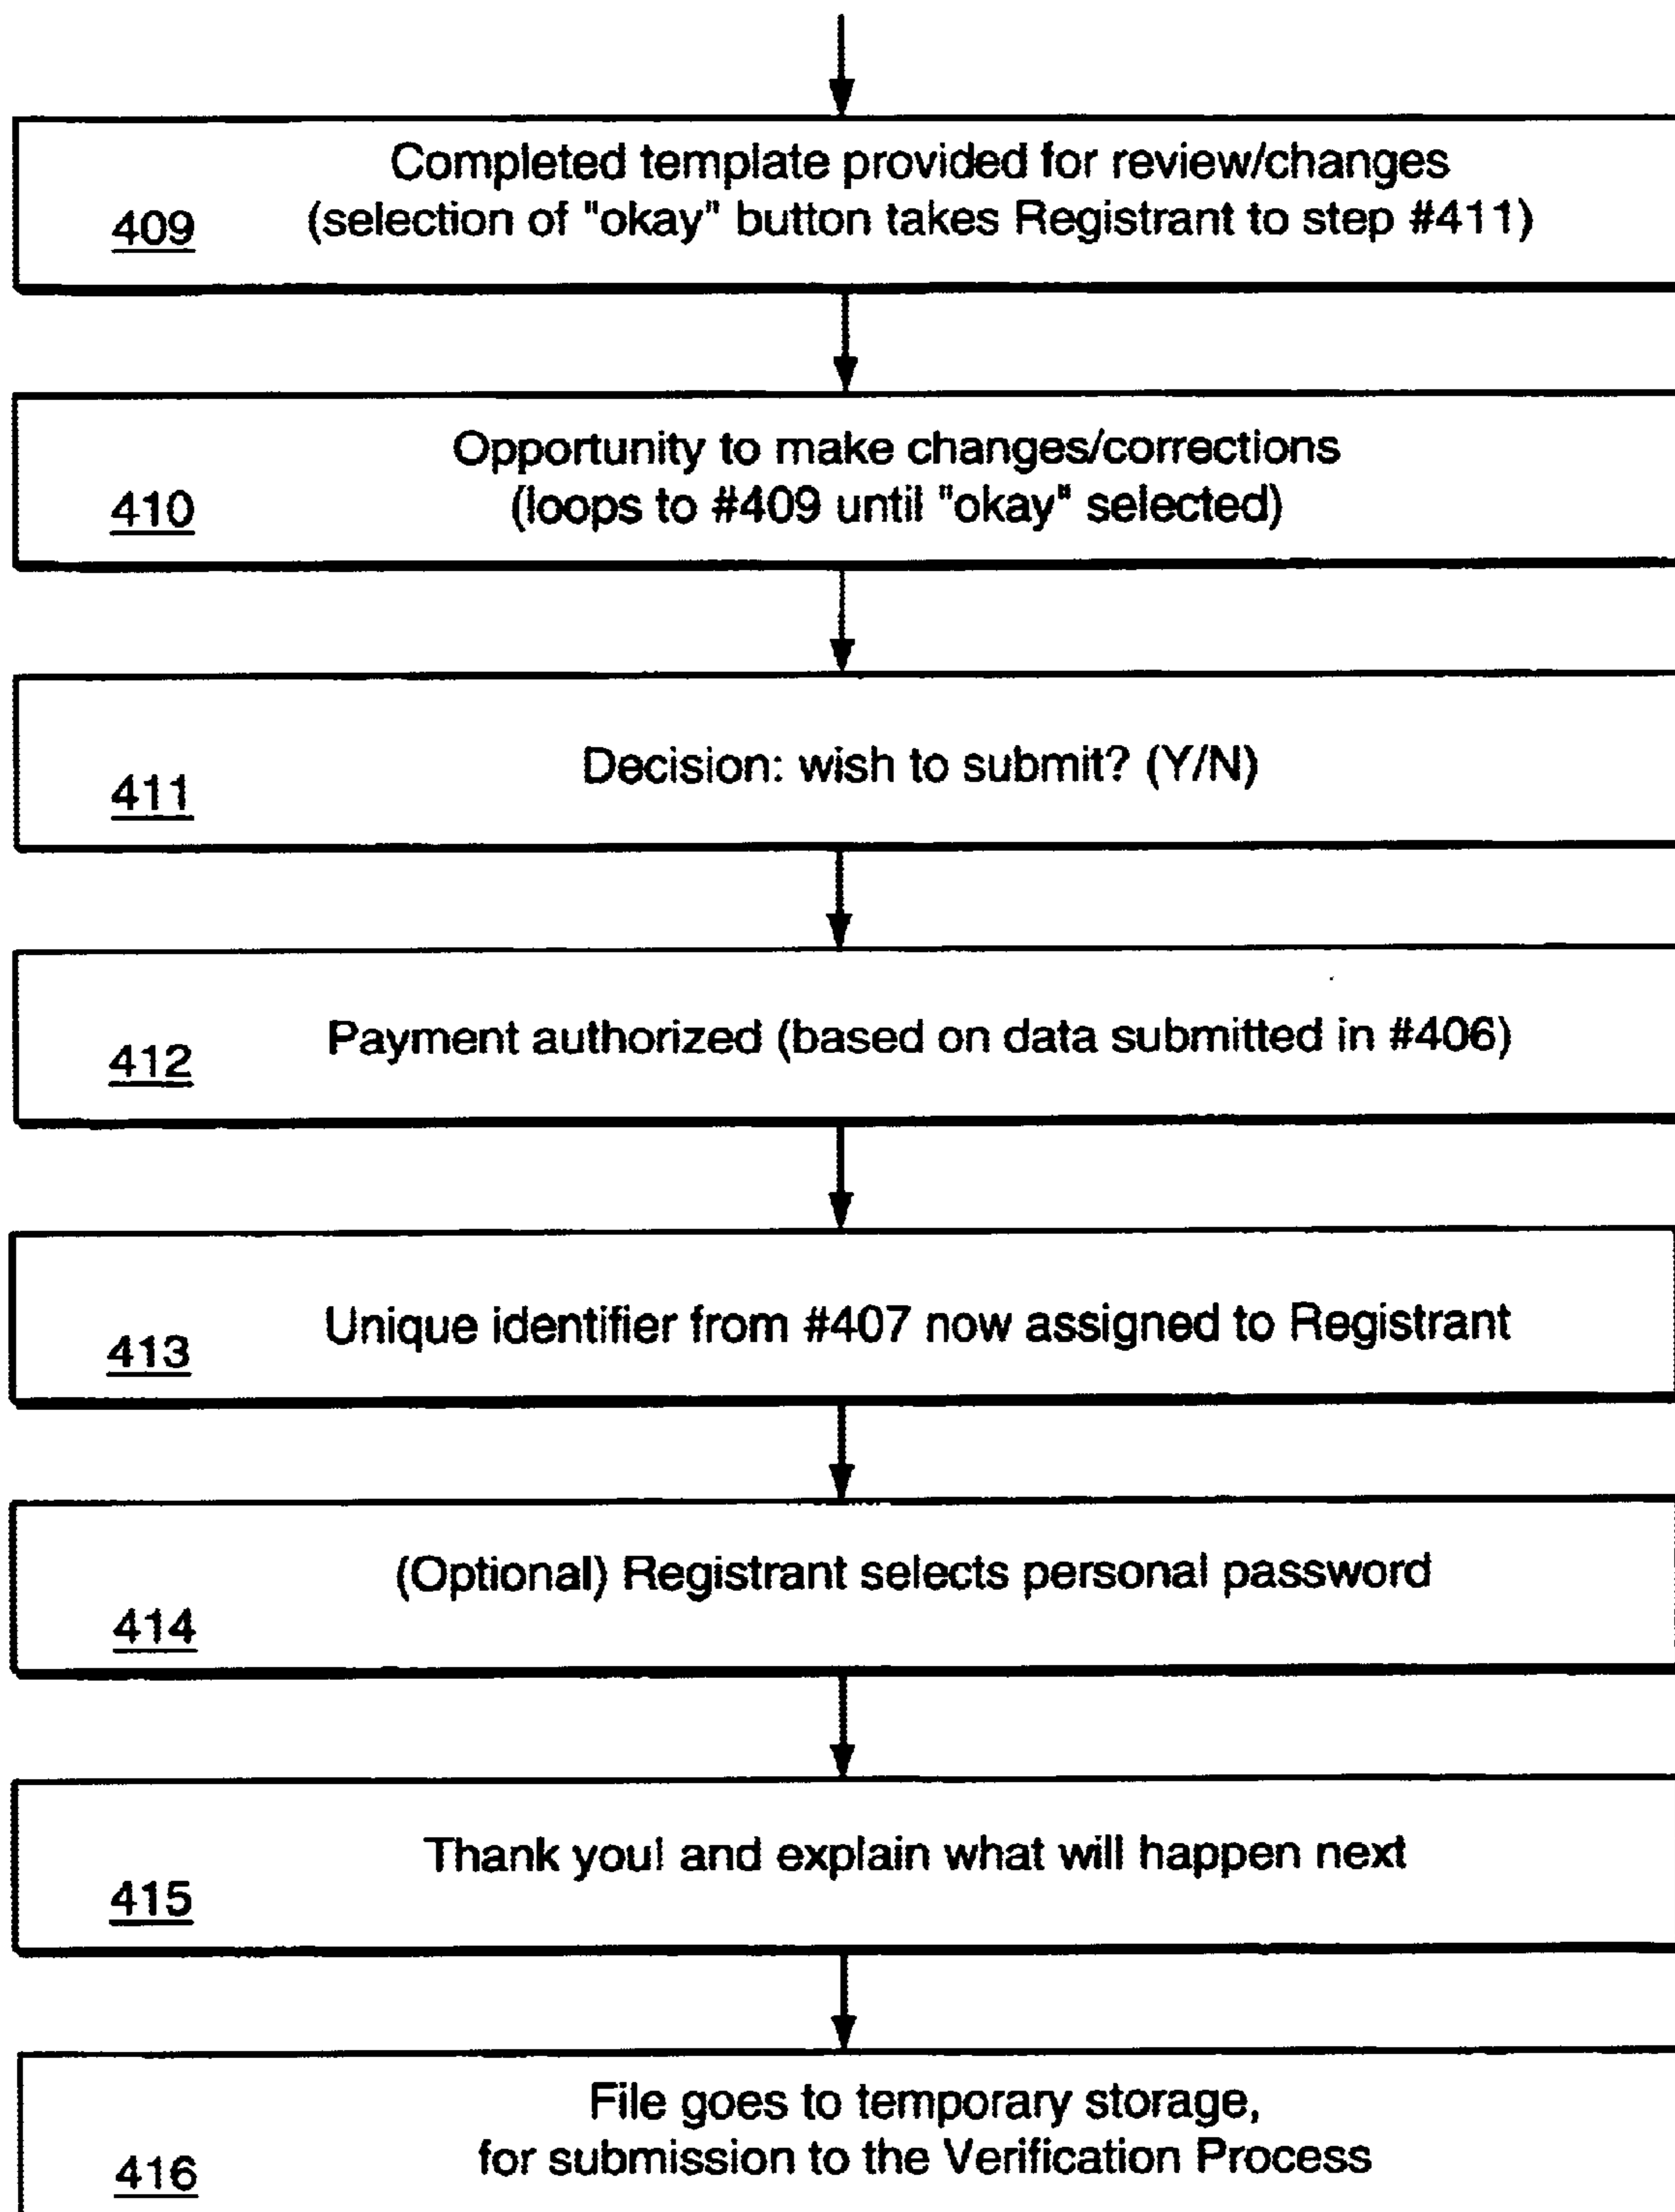 Completed template provided for review/changes
409 (selection of "okay" button takes Registrant to step #411)
Opportunity to make changes/corrections
410 (loops to #409 until "okay" selected)
Decision: wish to submit? (Y/N)
411
Payment authorized (based on data submitted in #406)
412
Unique identifier from #407 now assigned to Registrant
413
(Optional) Registrant selects personal password
414
Thank you! and explain what will happen next
415
File goes to temporary storage,
416 for submission to the Verification Process